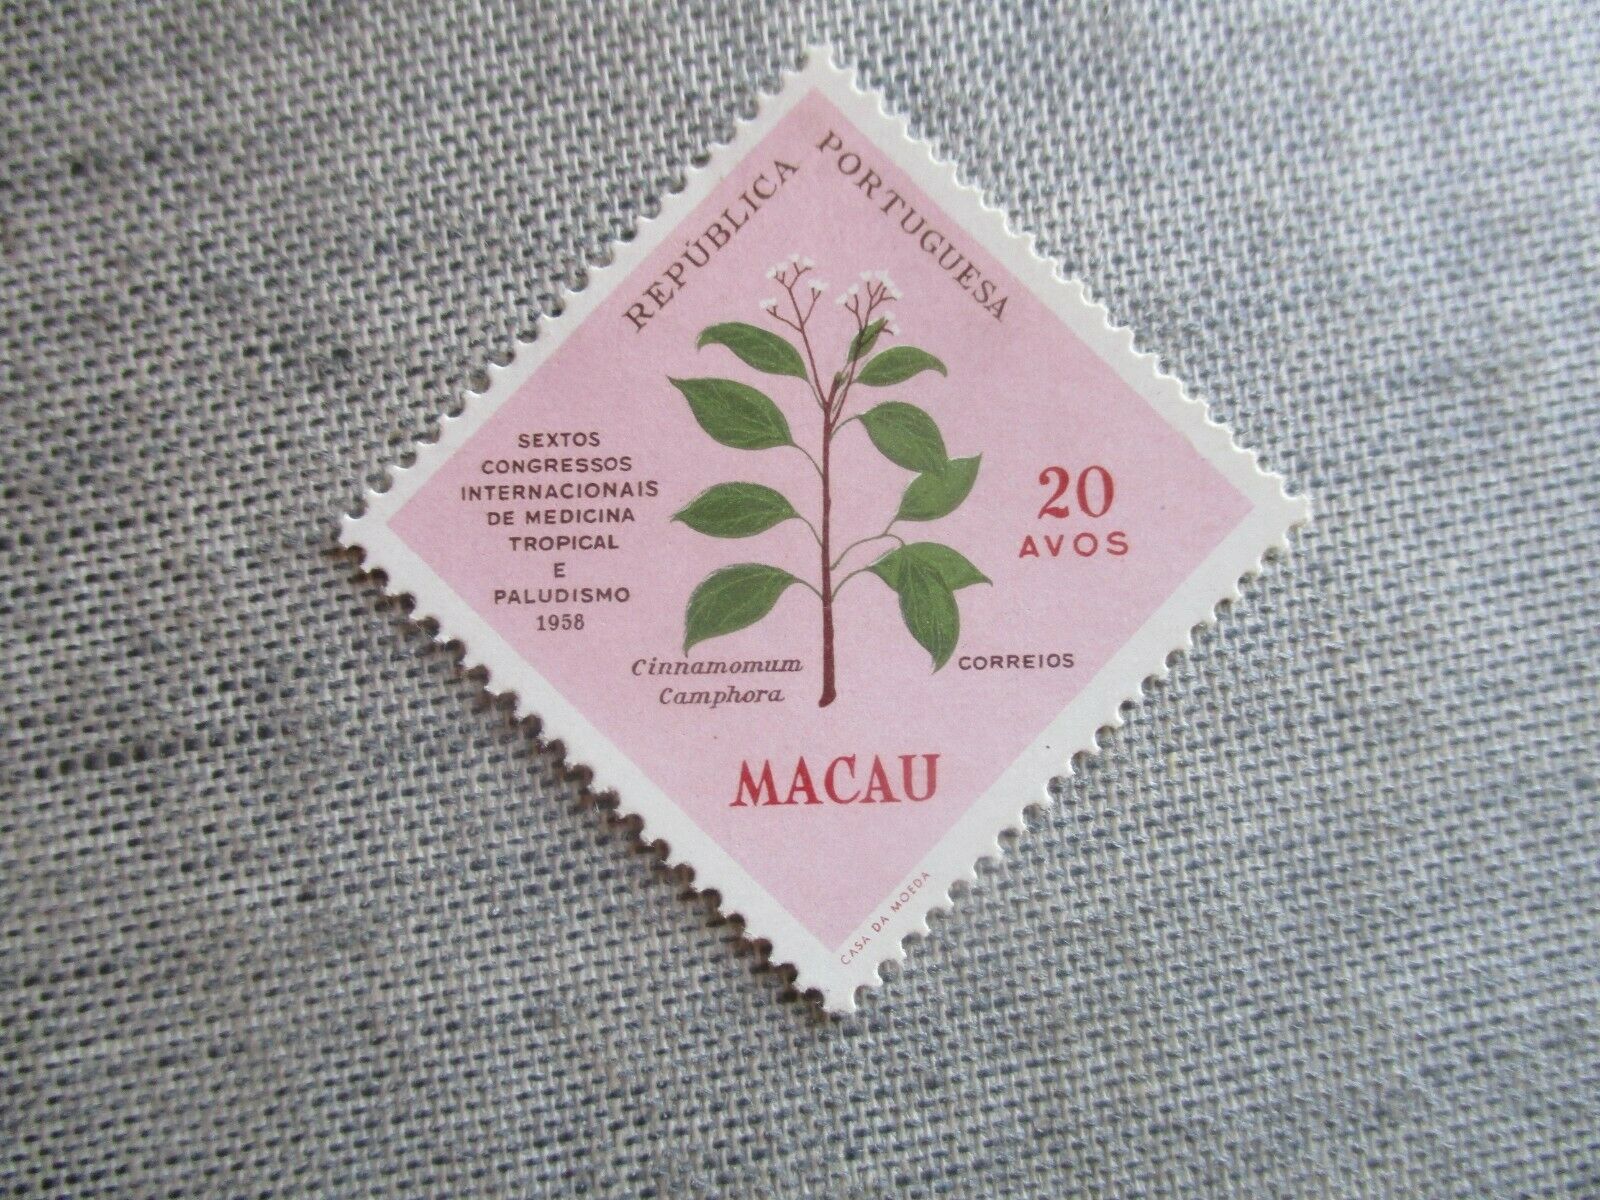 REPÚBLICA PORTUGUESA
SEXTOS
CONGRESSOS
INTERNACIONAIS
DE MEDICINA
TROPICAL
E
PALUDISMO
1958
20
AVOS
Cinnamomum
Camphora
CORREIOS
MACAU
CASA DA MOEDA